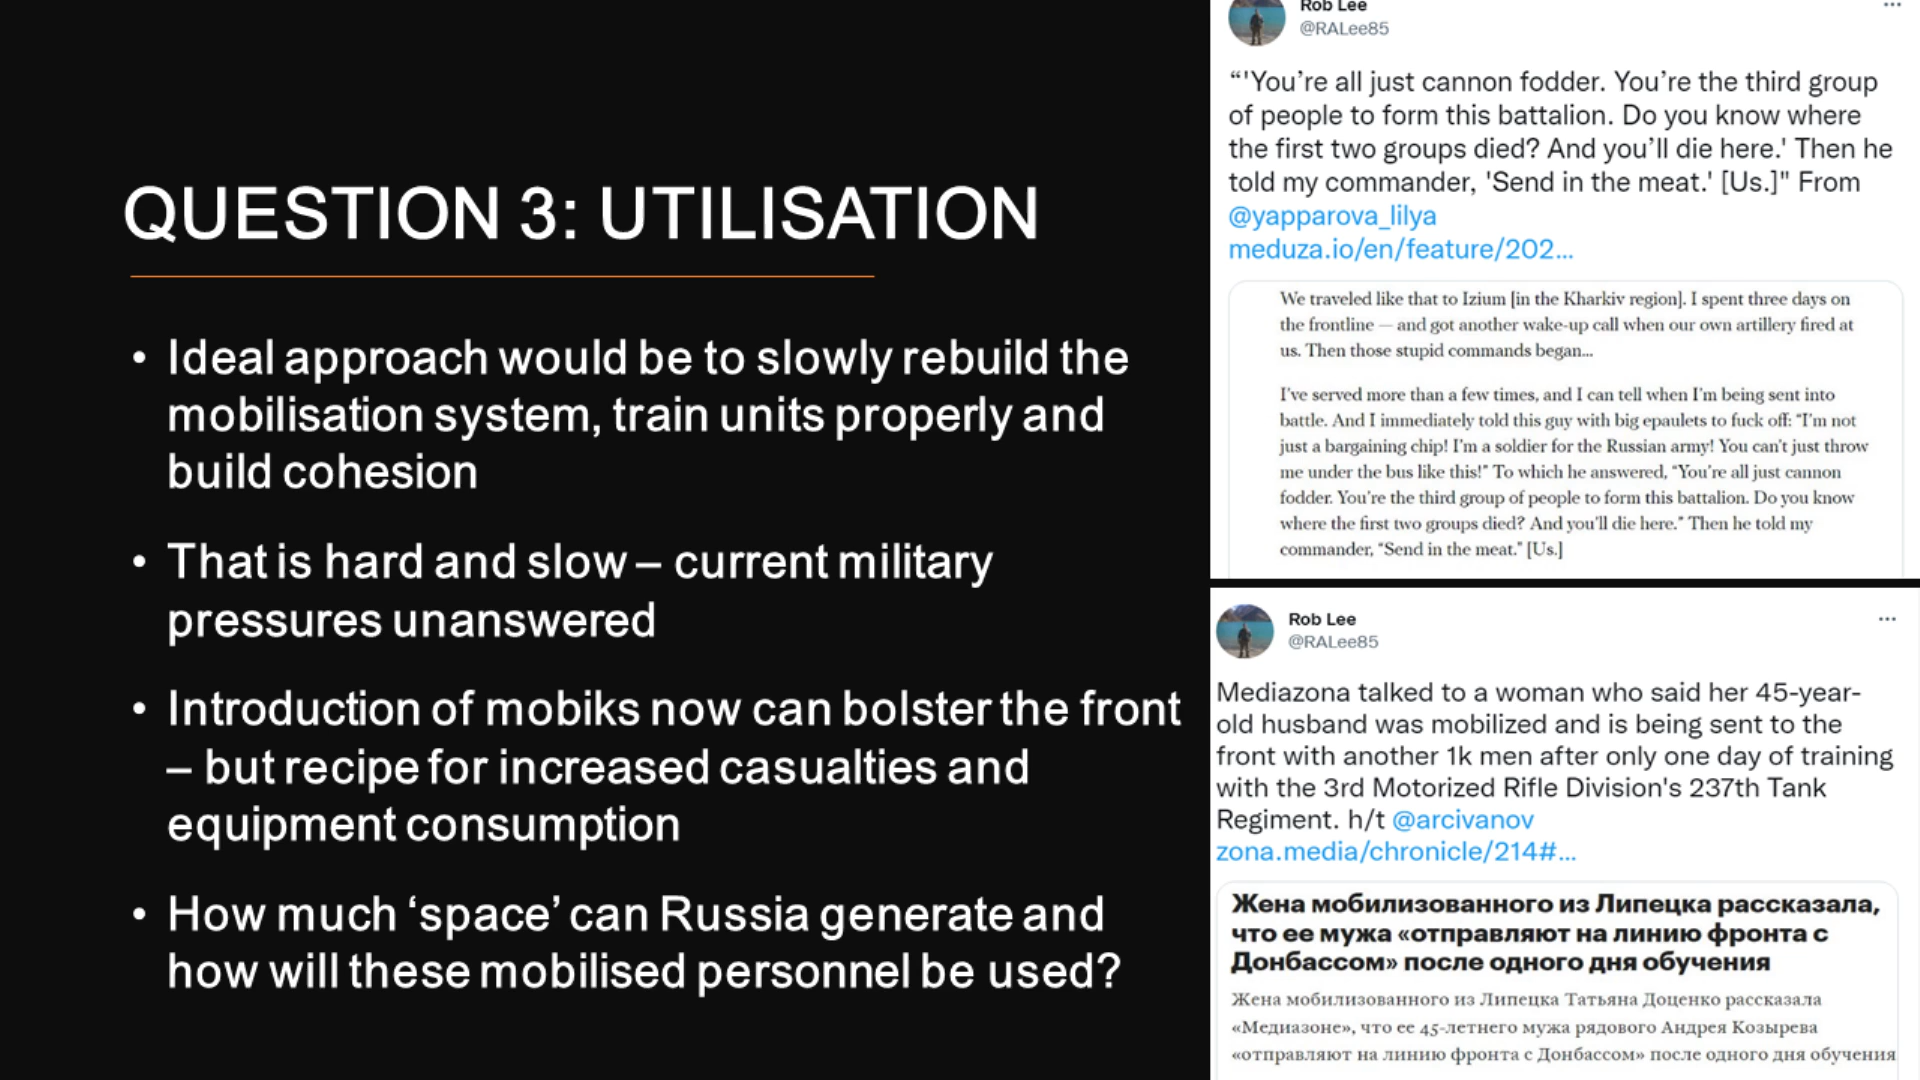 QUESTION 3: UTILISATION
• Ideal approach would be to slowly rebuild the
mobilisation system, train units properly and
build cohesion
• That is hard and slow – current military
pressures unanswered
• Introduction of mobiks now can bolster the front
– but recipe for increased casualties and
equipment consumption
• How much ‘space’ can Russia generate and
how will these mobilised personnel be used?
Rob Lee
@RALee85
“'You’re all just cannon fodder. You’re the third group
of people to form this battalion. Do you know where
the first two groups died? And you’ll die here.' Then he
told my commander, 'Send in the meat.' [Us.]" From
@yapparova_lilya
meduza.io/en/feature/202...
We traveled like that to Izium [in the Kharkiv region]. I spent three days on
the frontline — and got another wake-up call when our own artillery fired at
us. Then those stupid commands began...
I’ve served more than a few times, and I can tell when I’m being sent into
battle. And I immediately told this guy with big epaulets to fuck off: “I’m not
just a bargaining chip! I’m a soldier for the Russian army! You can’t just throw
me under the bus like this!” To which he answered, “You’re all just cannon
fodder. You’re the third group of people to form this battalion. Do you know
where the first two groups died? And you’ll die here.” Then he told my
commander, “Send in the meat.” [Us.]
Rob Lee
@RALee85
Mediazona talked to a woman who said her 45-year-
old husband was mobilized and is being sent to the
front with another 1k men after only one day of training
with the 3rd Motorized Rifle Division's 237th Tank
Regiment. h/t @arcivanov
zona.media/chronicle/214#...
Жена мобилизованного из Липецка рассказала,
что ее мужа «отправляют на линию фронта с
Донбассом» после одного дня обучения
Жена мобилизованного из Липецка Татьяна Доценко рассказала
«Медиазоне», что ее 45-летнего мужа рядового Андрея Козырева
«отправляют на линию фронта с Донбассом» после одного дня обучения